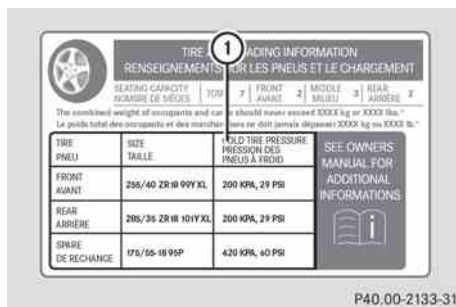 1
TIRE AND LOADING INFORMATION
RENSEIGNEMENTS SUR LES PNEUS ET LE CHARGEMENT
SEATING CAPACITY
NOMBRE DE SIÈGES
TOTAL 7
FRONT
AVANT 2
MIDDLE
MILIEU 3
REAR
ARRIÈRE 2
The combined weight of occupants and cargo should never exceed XXXX kg or XXXX lbs."
Le poids total des occupants et des marchandises ne doit jamais dépasser XXXX kg ou XXXX lb."
TIRE
PNEU
SIZE
TAILLE
COLD TIRE PRESSURE
PRESSION DES
PNEUS À FROID
SEE OWNERS
MANUAL FOR
ADDITIONAL
INFORMATIONS
FRONT
AVANT
255/40 ZR 18 99Y XL
200 KPA, 29 PSI
REAR
ARRIÈRE
285/35 ZR 18 101Y XL
200 KPA, 29 PSI
SPARE
DE RECHANGE
175/55-18 95P
420 KPA, 60 PSI
i
P40.00-2133-31